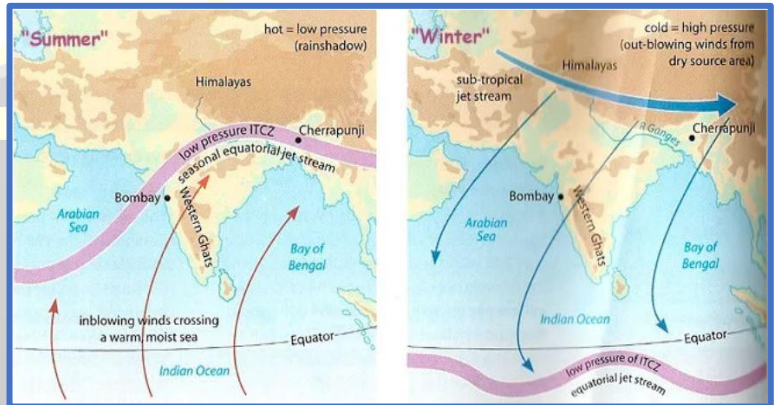 "Summer"
hot = low pressure
(rainshadow)
Himalayas
low pressure ITCZ
Cherrapunji
seasonal equatorial jet stream
Bombay
Western Ghats
Arabian
Sea
Bay of
Bengal
inblowing winds crossing
a warm, moist sea
Equator
Indian Ocean
"Winter"
cold = high pressure
(out-blowing winds from
dry source area)
sub-tropical
jet stream
Himalayas
R Ganges
Cherrapunji
Bombay
Western Ghats
Arabian
Sea
Bay of
Bengal
Indian Ocean
Equator
low pressure of ITCZ
equatorial jet stream